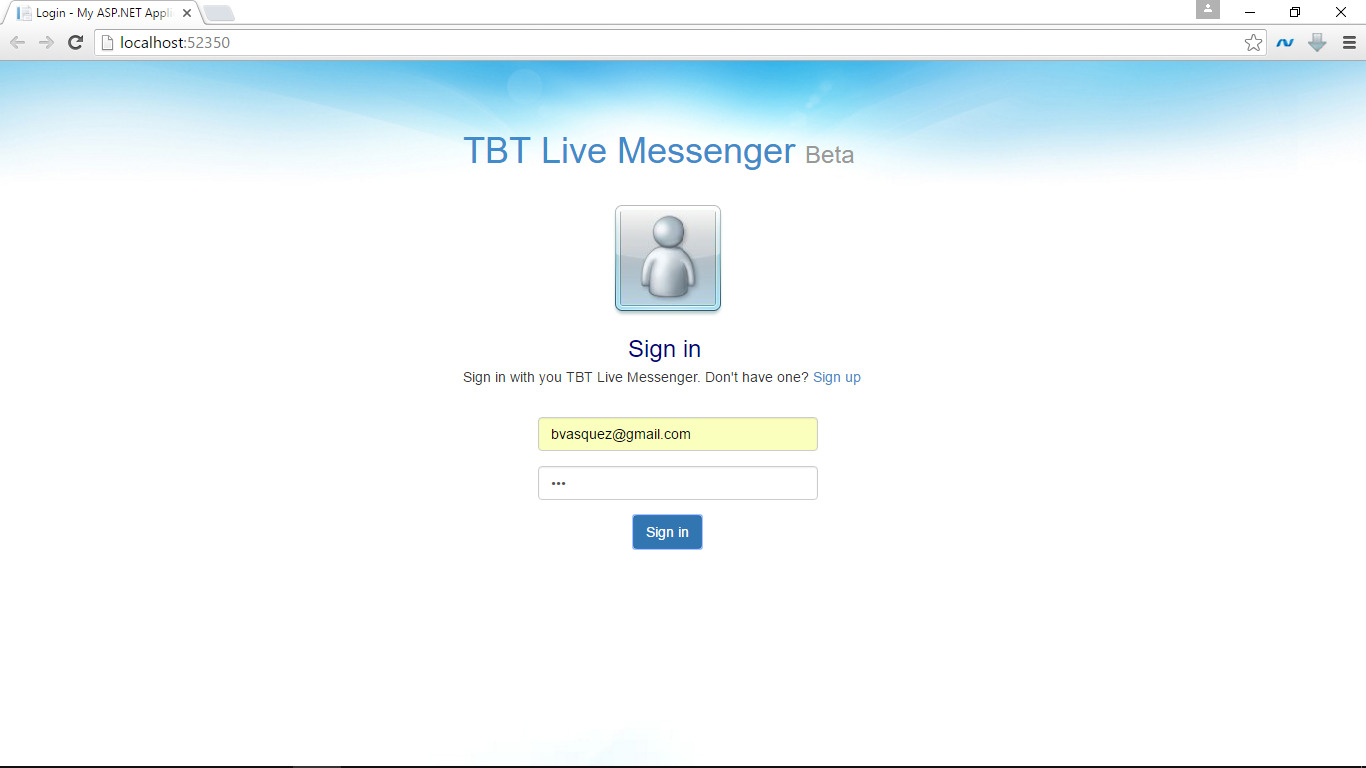 Login - My ASP.NET Appli
localhost:52350
TBT Live Messenger Beta
Sign in
Sign in with you TBT Live Messenger. Don't have one? Sign up
bvasquez@gmail.com
•••
Sign in